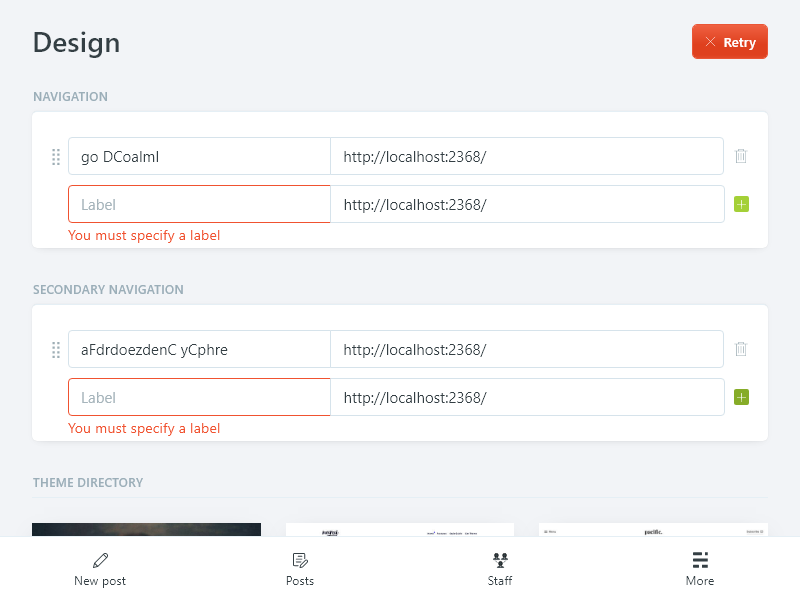 Design
Retry
NAVIGATION
go DCoalmI
http://localhost:2368/
Label
http://localhost:2368/
You must specify a label
SECONDARY NAVIGATION
aFdrdoezdenC yCphre
http://localhost:2368/
Label
http://localhost:2368/
You must specify a label
THEME DIRECTORY
pacific.
New post
Posts
Staff
More